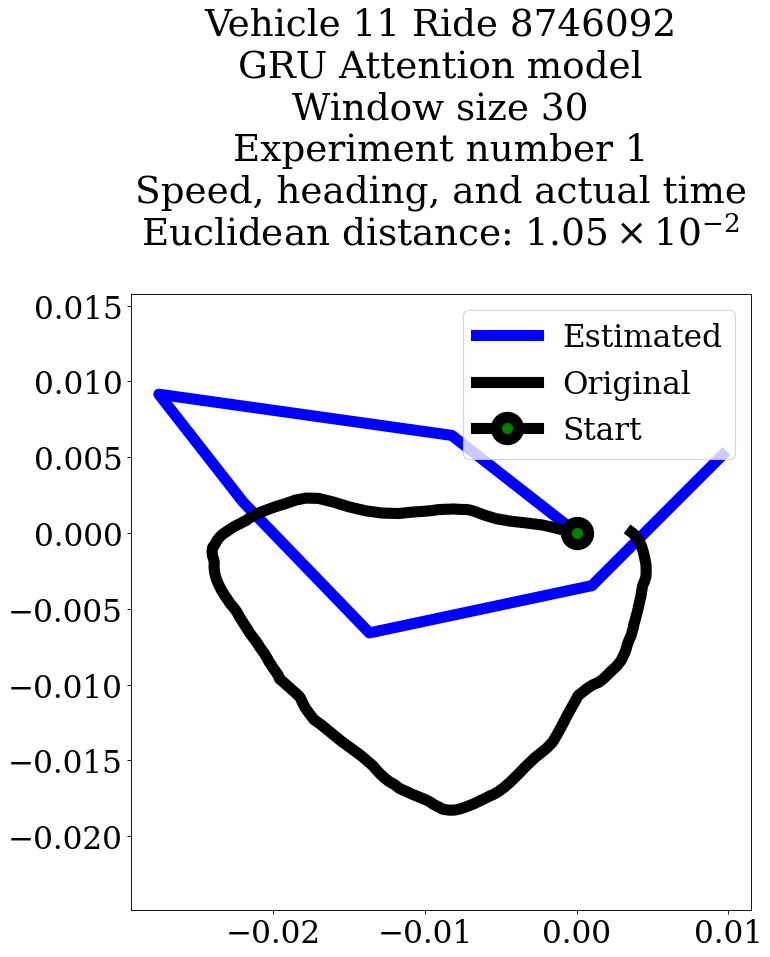 Vehicle 11 Ride 8746092
GRU Attention model
Window size 30
Experiment number 1
Speed, heading, and actual time
Euclidean distance: 1.05 × 10⁻²
Estimated
Original
Start
0.015
0.010
0.005
0.000
−0.005
−0.010
−0.015
−0.020
−0.02 −0.01 0.00 0.01